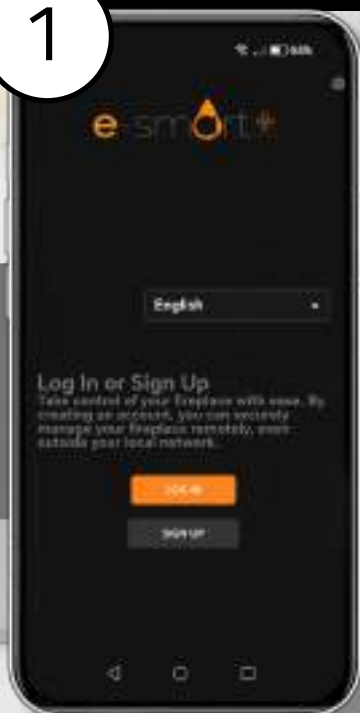 1
e-smart+
English
Log In or Sign Up
Take control of your fireplace with ease. By
creating an account, you can securely
manage your fireplace remotely, even
outside your local network.
LOG IN
SIGN UP